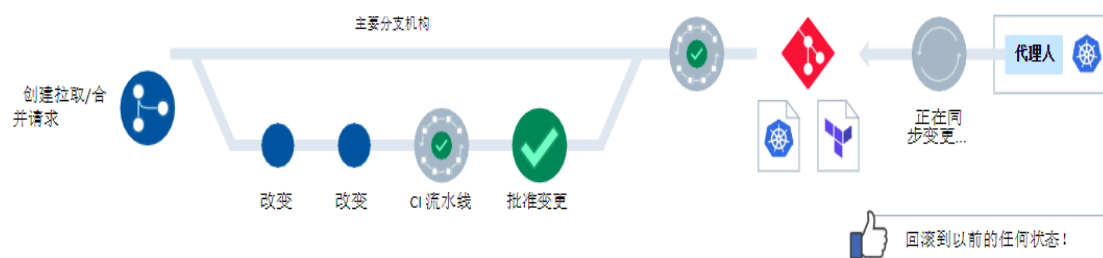 主要分支机构
创建拉取/合
并请求
改变
改变
CI 流水线
批准变更
代理人
正在同
步变更...
回滚到以前的任何状态！